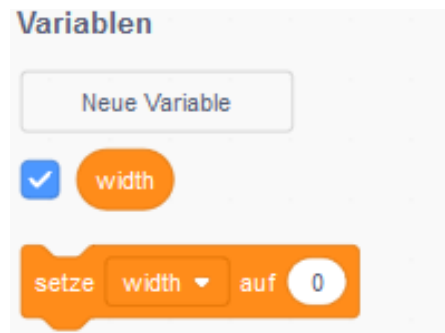 Variablen
Neue Variable
width
setze width auf 0